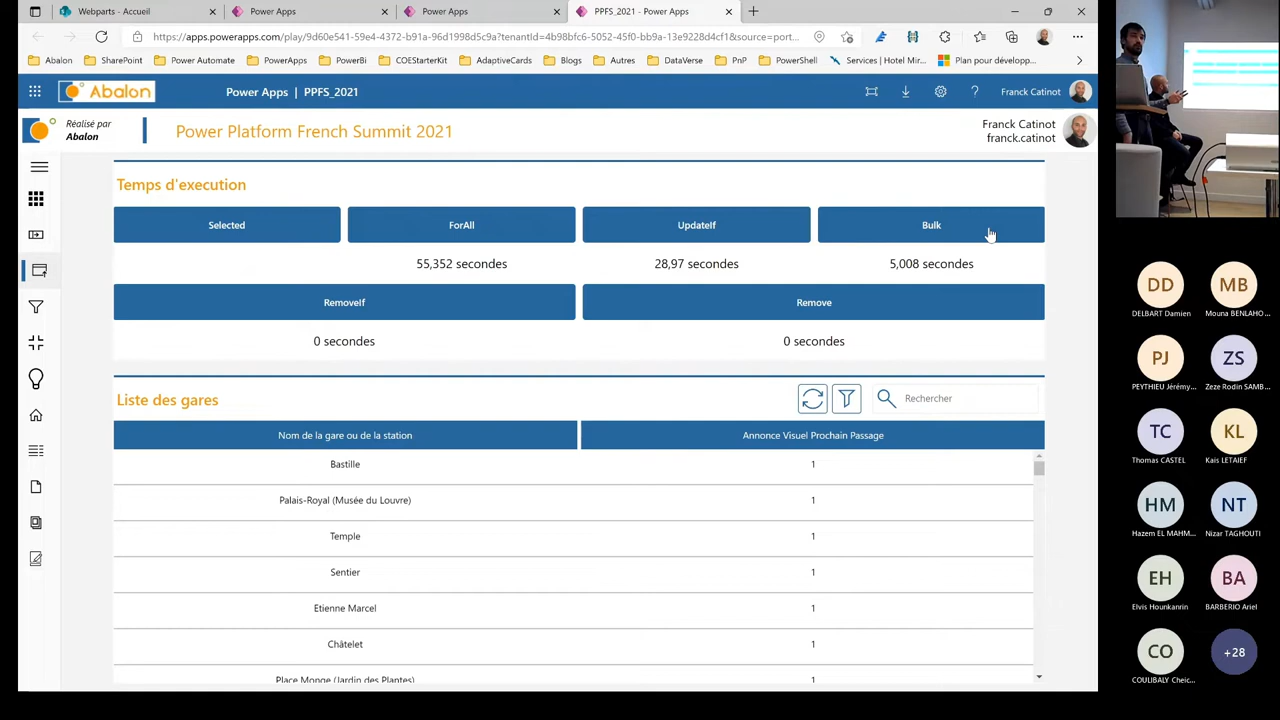 Webparts - Accueil
Power Apps
Power Apps
PPFS_2021 - Power Apps
https://apps.powerapps.com/play/9d60e541-59e4-4372-b91a-96d1998d5c9a?tenantId=4b98bfc6-5052-45f0-bb9a-13e9228d4cf1&source=port...
Abalon
SharePoint
Power Automate
PowerApps
PowerBi
COEStarterKit
AdaptiveCards
Blogs
Autres
DataVerse
PnP
PowerShell
Services | Hotel Mir...
Plan pour développ...
Abalon
Power Apps | PPFS_2021
?
Franck Catinot
Réalisé par
Abalon
Power Platform French Summit 2021
Franck Catinot
franck.catinot
Temps d'execution
Selected
ForAll
UpdateIf
Bulk
55,352 secondes
28,97 secondes
5,008 secondes
RemoveIf
Remove
0 secondes
0 secondes
Liste des gares
Rechercher
Nom de la gare ou de la station
Annonce Visuel Prochain Passage
Bastille
1
Palais-Royal (Musée du Louvre)
1
Temple
1
Sentier
1
Etienne Marcel
1
Châtelet
1
Place Monge (Jardin des Plantes)
1
DD
MB
DELBART Damien
Mouna BENLAHO...
PJ
ZS
PEYTHIEU Jérémy...
Zeze Rodin SAMB...
TC
KL
Thomas CASTEL
Kais LETAIEF
HM
NT
Hazem EL MAHM...
Nizar TAGHOUTI
EH
BA
Elvis Hounkanrin
BARBERIO Ariel
CO
+28
COULIBALY Cheic...